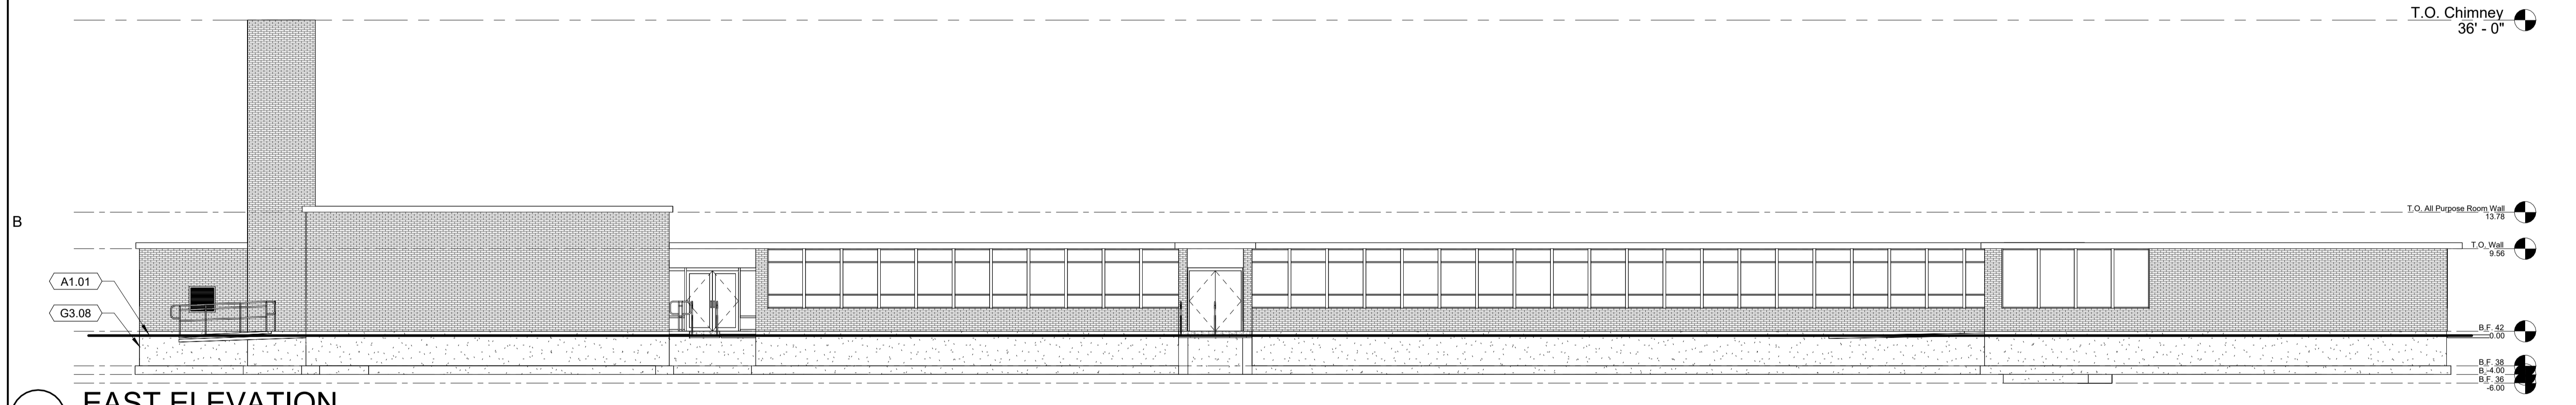 T.O. Chimney
36' - 0"
B
T.O. All Purpose Room Wall
13.78
T.O. Wall
9.56
A1.01
G3.08
B.F. 42
0.00
B.F. 38
-4.00
B.F. 36
-6.00
EAST ELEVATION